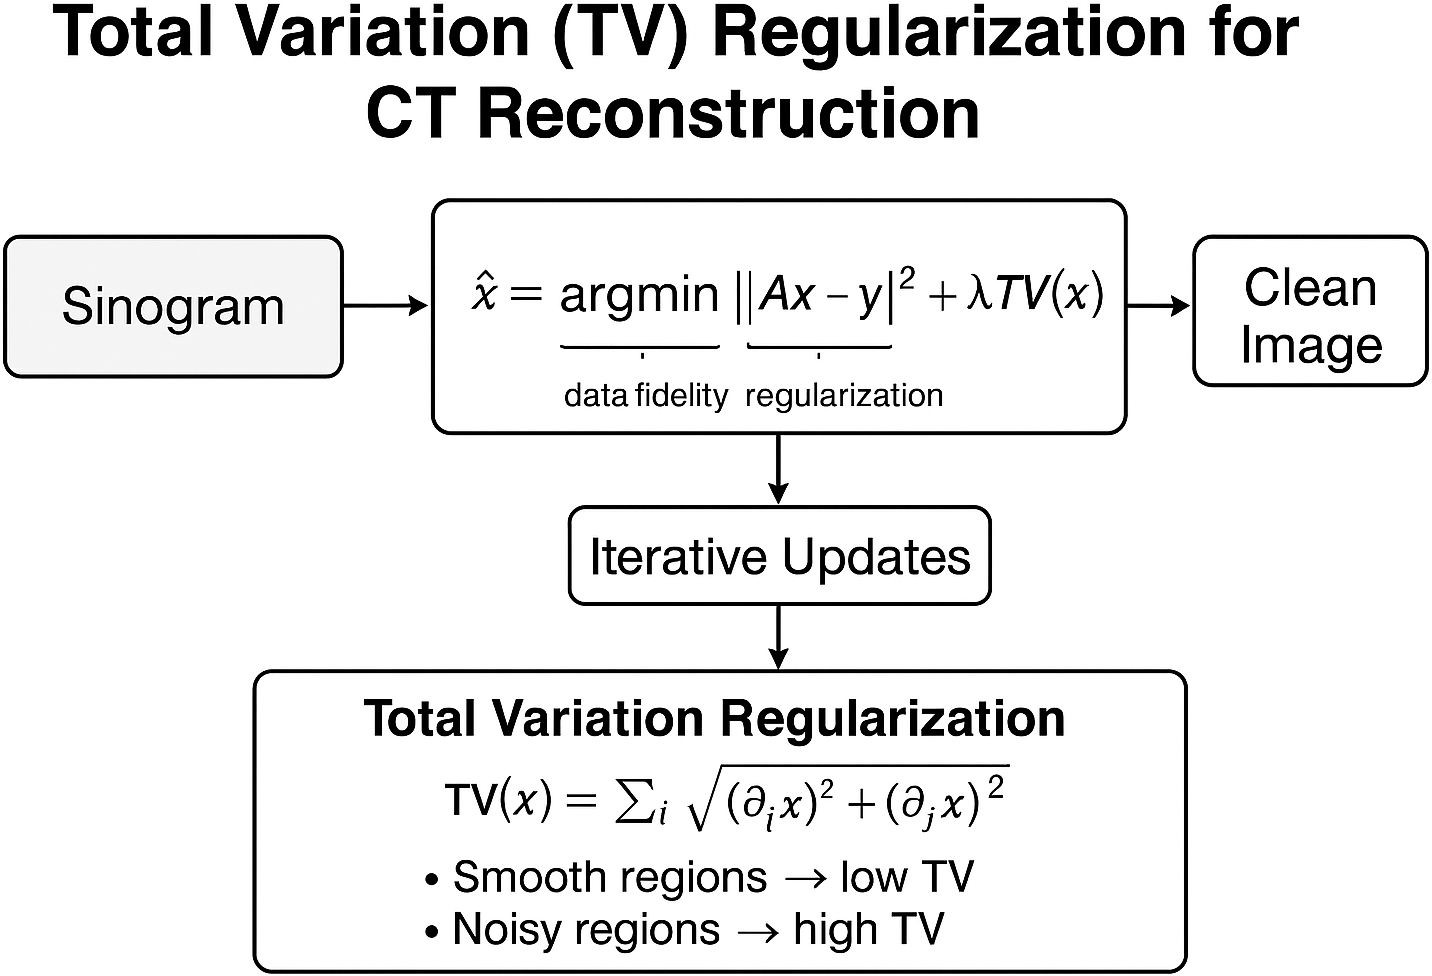 Total Variation (TV) Regularization for
CT Reconstruction
Sinogram
x̂ = argmin ||Ax – y|² + λTV(x)
data fidelity regularization
Clean
Image
Iterative Updates
Total Variation Regularization
TV(x) = ∑ᵢ √(∂ᵢx)² + (∂ⱼx)²
• Smooth regions → low TV
• Noisy regions → high TV